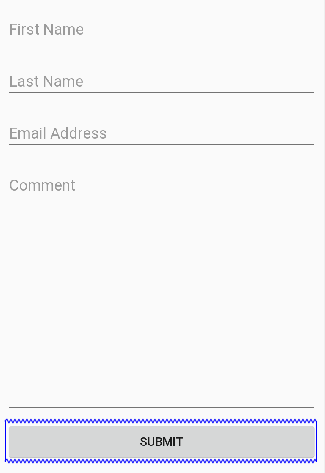 First Name
Last Name
Email Address
Comment
SUBMIT